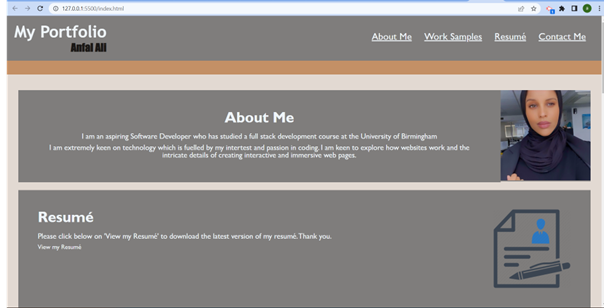 127.0.0.1:5500/index.html
My Portfolio
Anfal Ali
About Me Work Samples Resumé Contact Me
About Me
I am an aspiring Software Developer who has studied a full stack development course at the University of Birmingham
I am extremely keen on technology which is fuelled by my intertest and passion in coding. I am keen to explore how websites work and the
intricate details of creating interactive and immersive web pages.
Resumé
Please click below on 'View my Resumé' to download the latest version of my resumé. Thank you.
View my Resumé